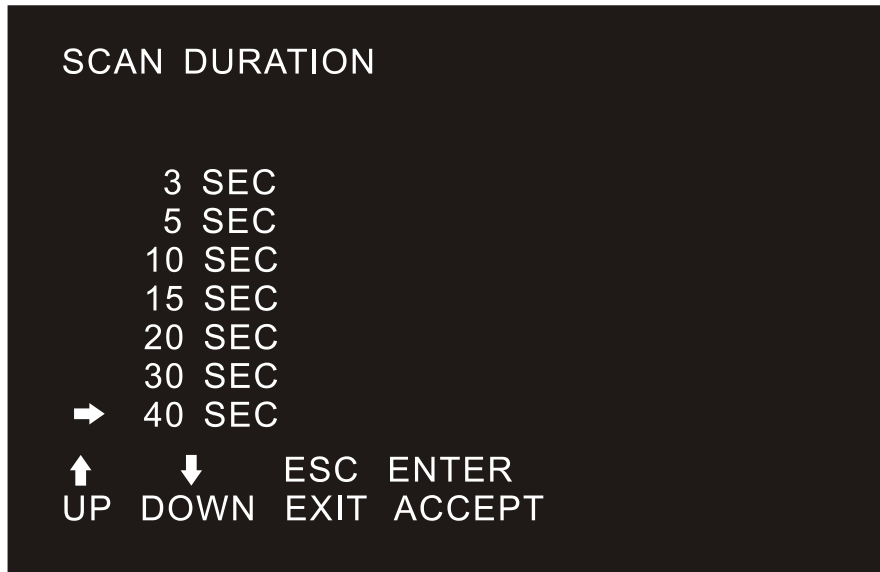 SCAN DURATION
3 SEC
5 SEC
10 SEC
15 SEC
20 SEC
30 SEC
➡ 40 SEC
⬆ ⬇ ESC ENTER
UP DOWN EXIT ACCEPT